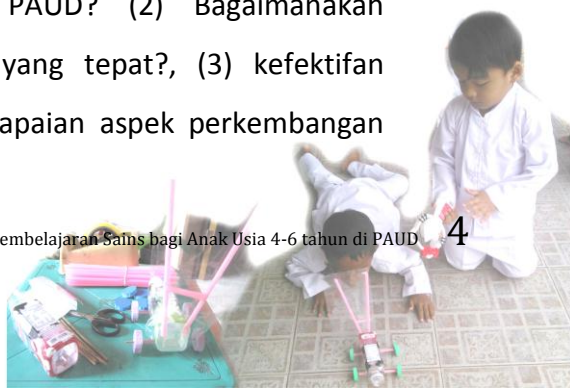 PAUD? (2) Bagaimanakan
yang tepat?, (3) kefektifan
apaian aspek perkembangan
embelajaran Sains bagi Anak Usia 4-6 tahun di PAUD 4